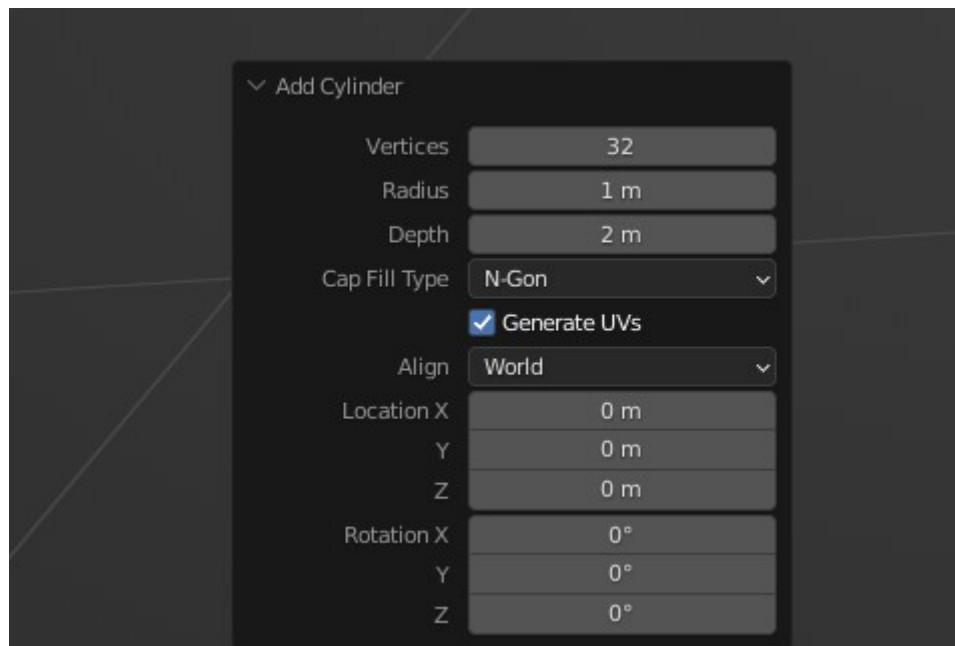 Add Cylinder
Vertices 32
Radius 1 m
Depth 2 m
Cap Fill Type N-Gon
Generate UVs
Align World
Location X 0 m
Y 0 m
Z 0 m
Rotation X 0°
Y 0°
Z 0°